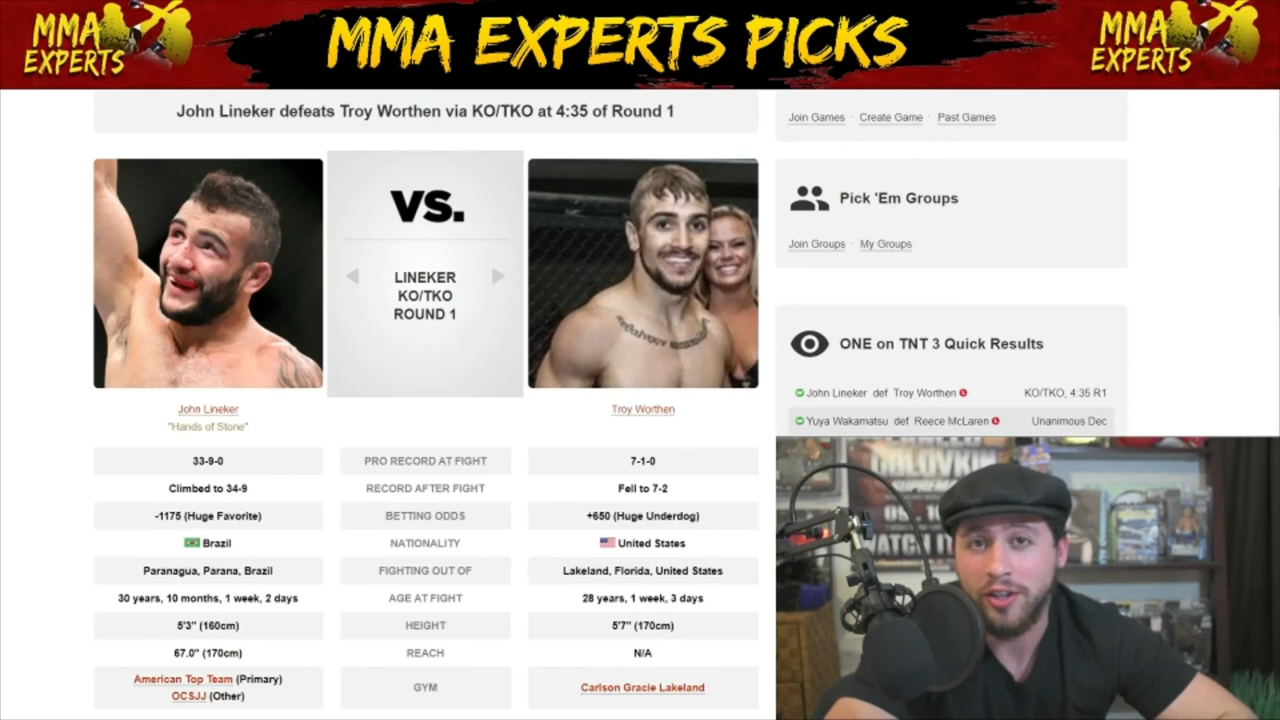 MMA
EXPERTS
MMA EXPERTS PICKS
MMA
EXPERTS
John Lineker defeats Troy Worthen via KO/TKO at 4:35 of Round 1
VS.
LINEKER
KO/TKO
ROUND 1
John Lineker
"Hands of Stone"
Troy Worthen
33-9-0 PRO RECORD AT FIGHT 7-1-0
Climbed to 34-9 RECORD AFTER FIGHT Fell to 7-2
-1175 (Huge Favorite) BETTING ODDS +650 (Huge Underdog)
Brazil NATIONALITY United States
Paranagua, Parana, Brazil FIGHTING OUT OF Lakeland, Florida, United States
30 years, 10 months, 1 week, 2 days AGE AT FIGHT 28 years, 1 week, 3 days
5'3" (160cm) HEIGHT 5'7" (170cm)
67.0" (170cm) REACH N/A
American Top Team (Primary)
OCSJJ (Other)
GYM
Carlson Gracie Lakeland
Join Games · Create Game · Past Games
Pick 'Em Groups
Join Groups · My Groups
ONE on TNT 3 Quick Results
John Lineker def Troy Worthen KO/TKO, 4:35 R1
Yuya Wakamatsu def Reece McLaren Unanimous Dec